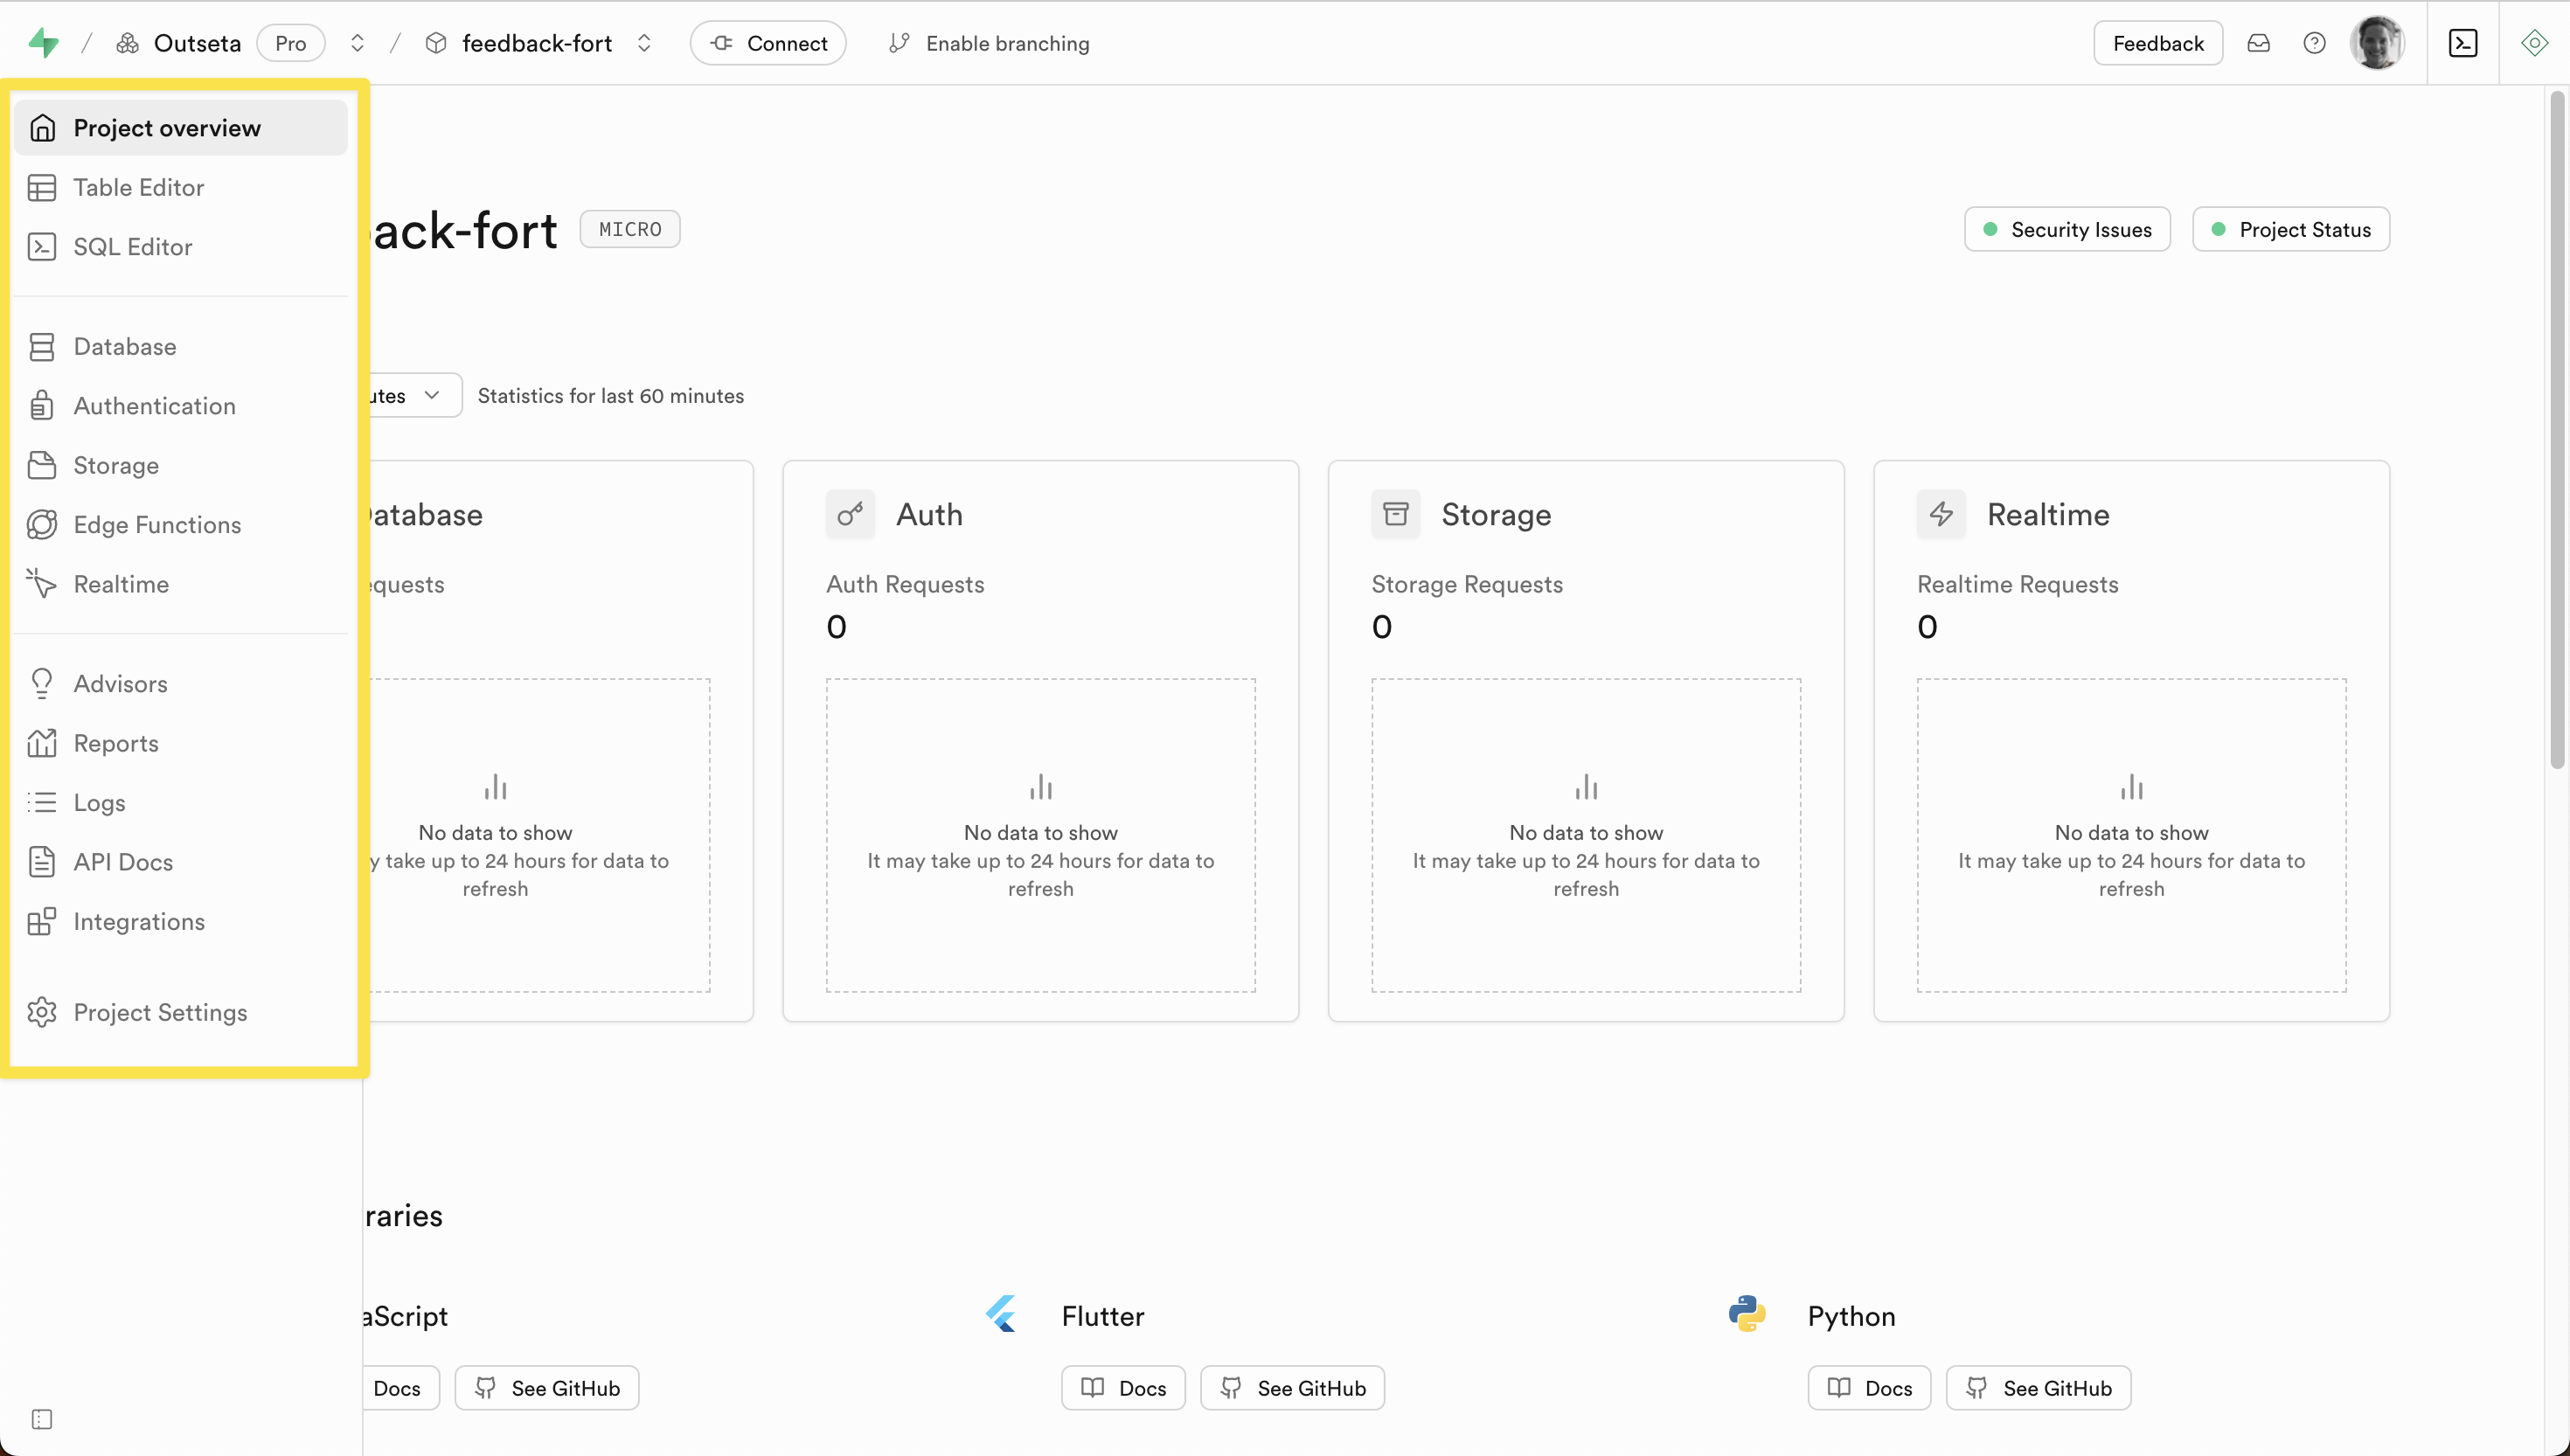 Outseta Pro feedback-fort Connect Enable branching Feedback
Project overview
Table Editor
SQL Editor
Database
Authentication
Storage
Edge Functions
Realtime
Advisors
Reports
Logs
API Docs
Integrations
Project Settings
back-fort MICRO Security Issues Project Status
utes Statistics for last 60 minutes
Database
equests
No data to show
y take up to 24 hours for data to
refresh
Auth
Auth Requests
0
No data to show
It may take up to 24 hours for data to
refresh
Storage
Storage Requests
0
No data to show
It may take up to 24 hours for data to
refresh
Realtime
Realtime Requests
0
No data to show
It may take up to 24 hours for data to
refresh
raries
aScript
Docs See GitHub
Flutter
Docs See GitHub
Python
Docs See GitHub